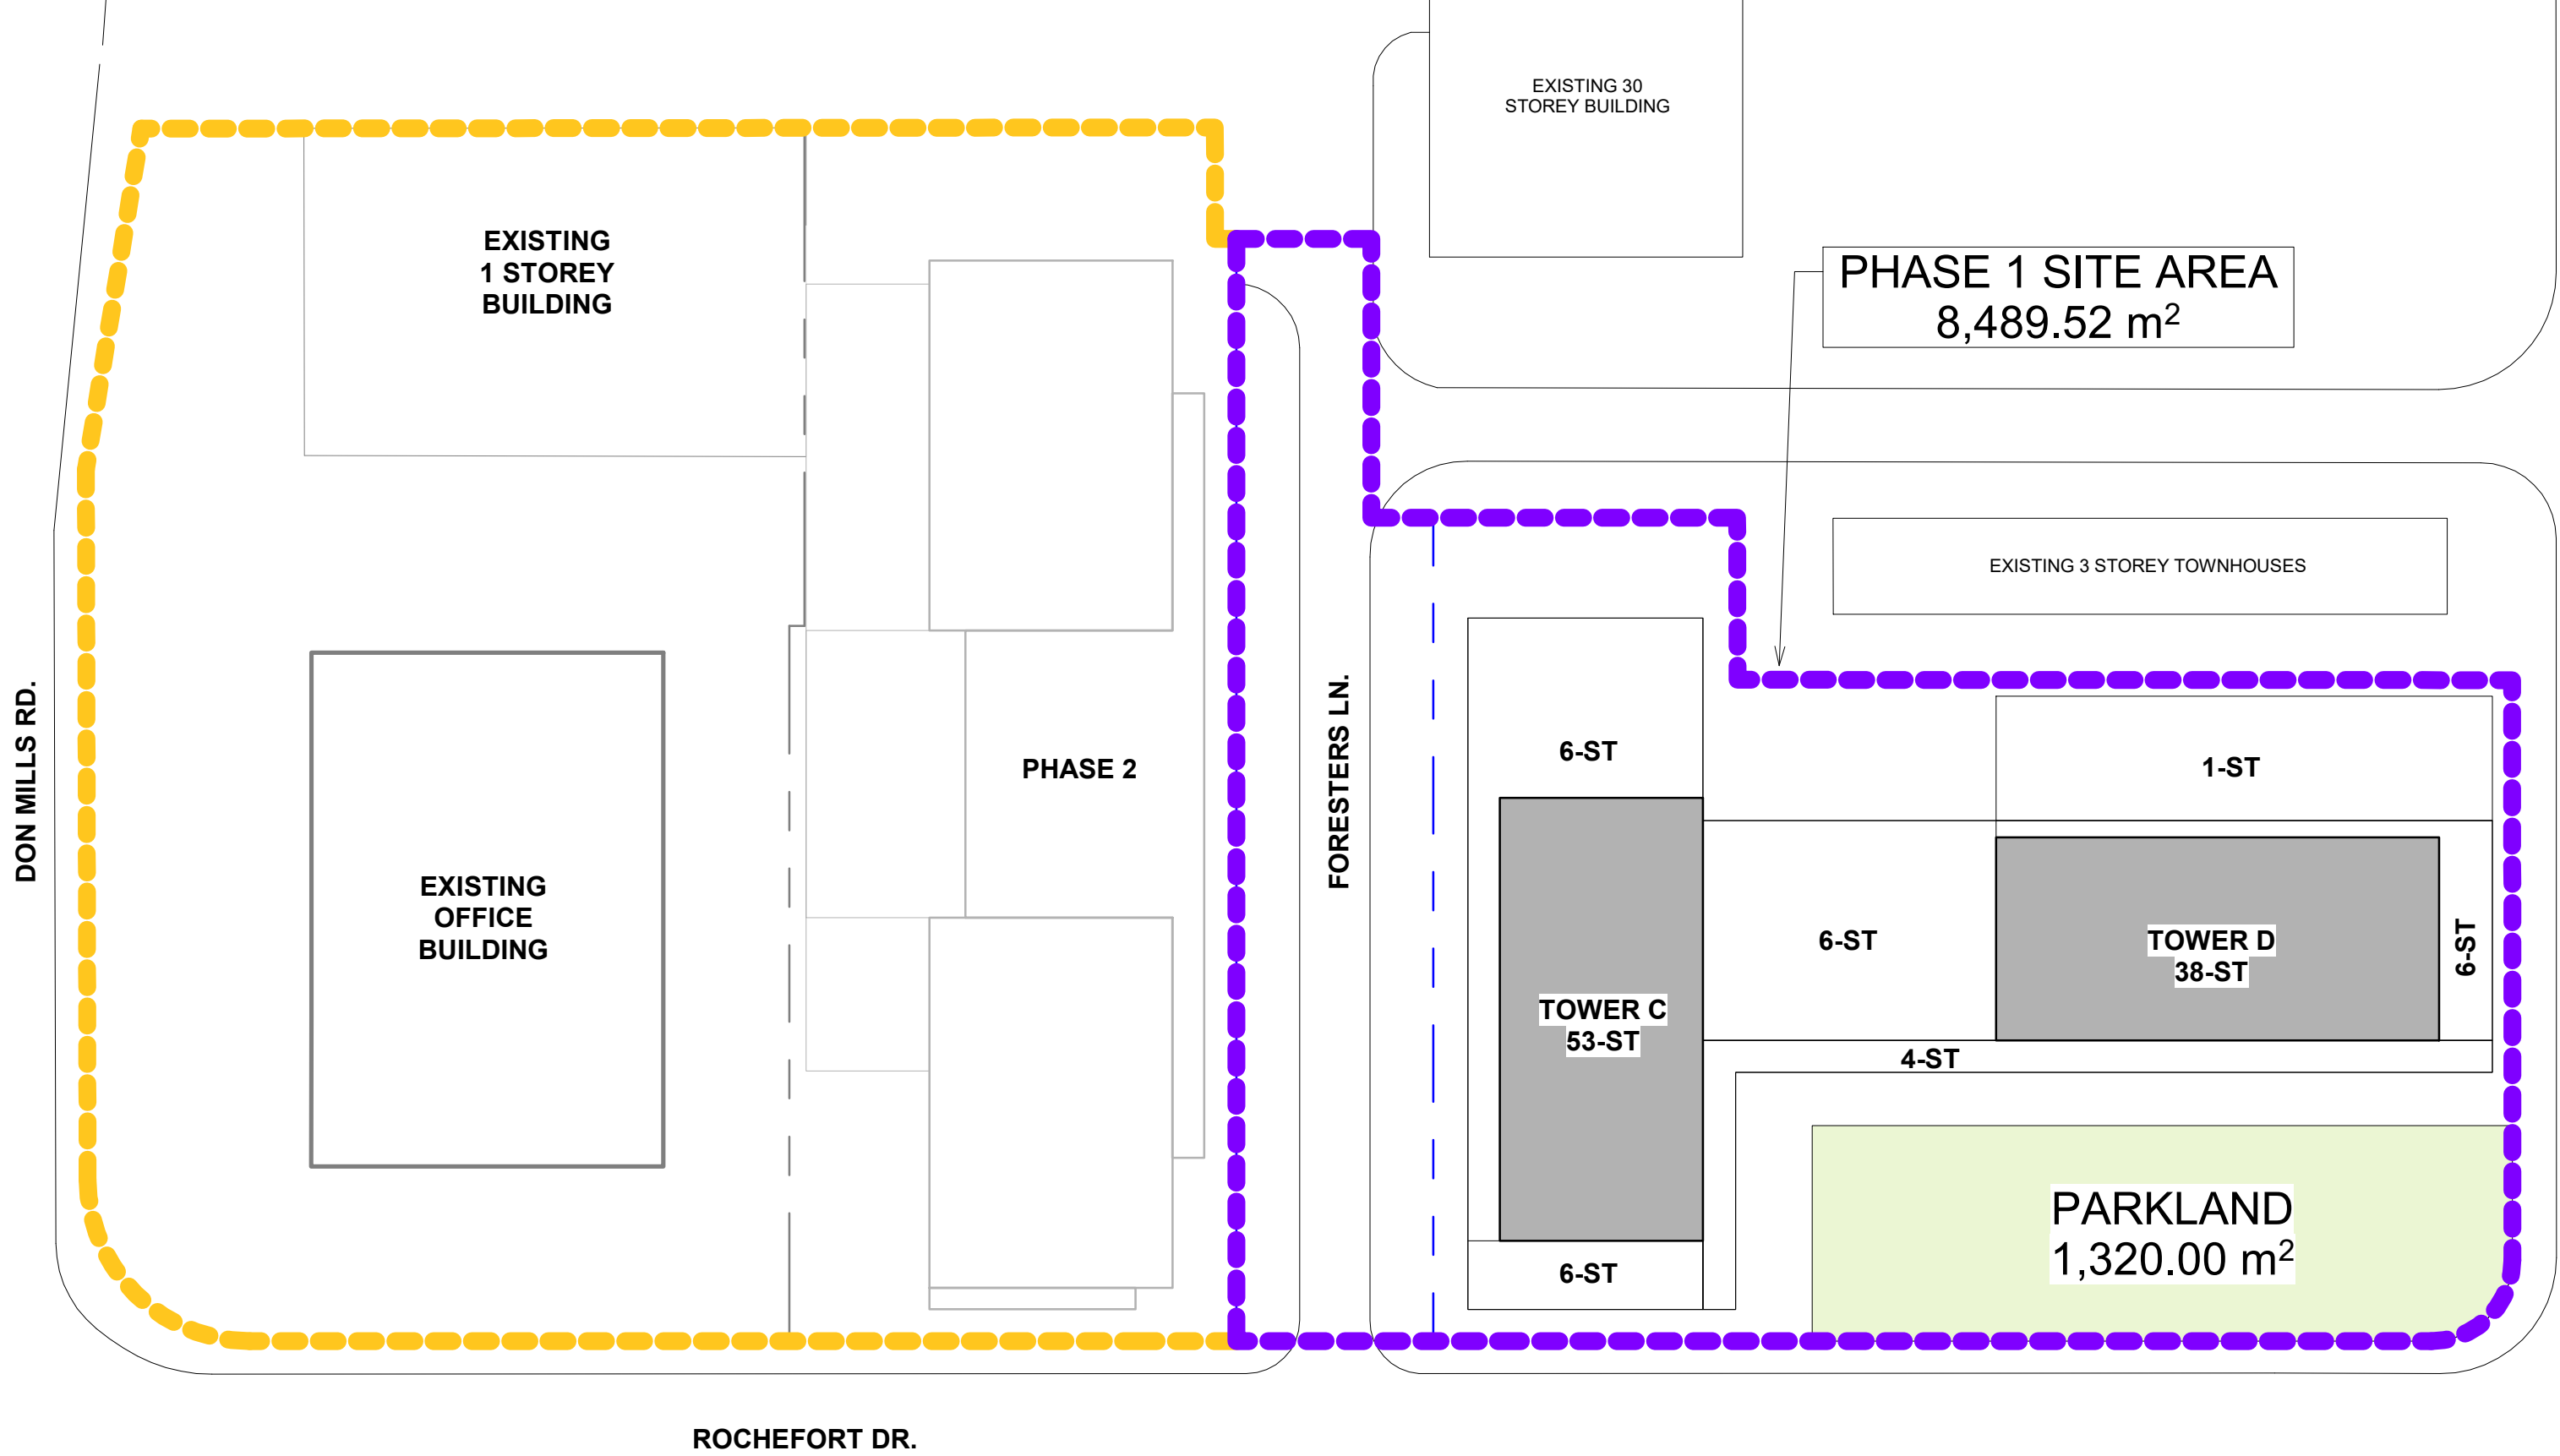 EXISTING 30
STOREY BUILDING
EXISTING
1 STOREY
BUILDING
PHASE 1 SITE AREA
8,489.52 m²
EXISTING 3 STOREY TOWNHOUSES
DON MILLS RD.
FORESTERS LN.
PHASE 2
6-ST
1-ST
EXISTING
OFFICE
BUILDING
6-ST
TOWER D
38-ST
6-ST
TOWER C
53-ST
4-ST
PARKLAND
1,320.00 m²
6-ST
ROCHEFORT DR.